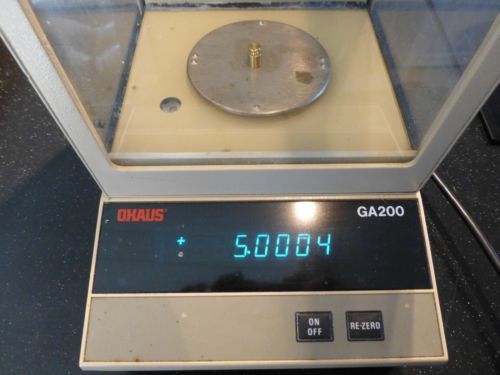 OHAUS® GA200
+ 5.0004
g
ON
OFF
RE-ZERO